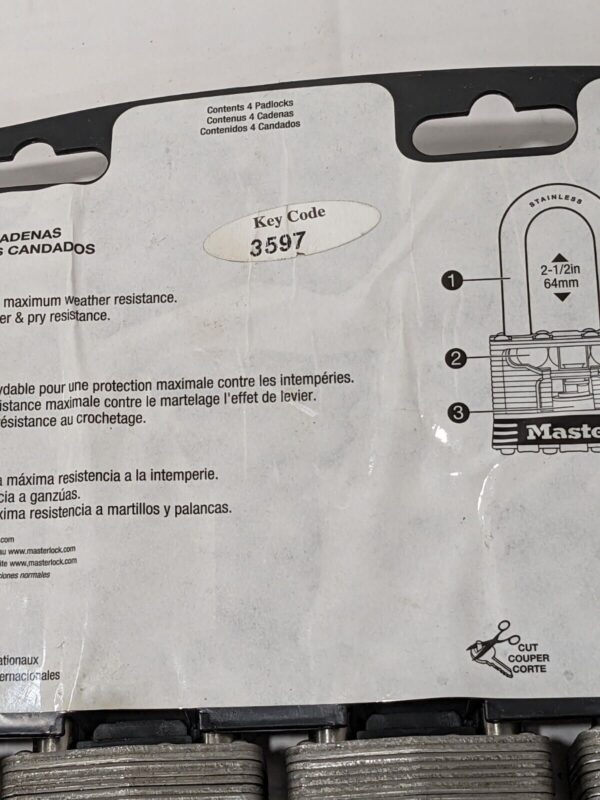 Contents 4 Padlocks
Contenus 4 Cadenas
Contenidos 4 Candados
ADENAS
S CANDADOS
Key Code
3597
maximum weather resistance.
er & pry resistance.
ydable pour une protection maximale contre les intempéries.
istance maximale contre le martelage l'effet de levier.
ésistance au crochetage.
a máxima resistencia a la intemperie.
cia a ganzúas.
xima resistencia a martillos y palancas.
com
au www.masterlock.com
ite www.masterlock.com
ciones normales
ationaux
ernacionales
STAINLESS
1
2-1/2in
64mm
2
3
Maste
CUT
COUPER
CORTE